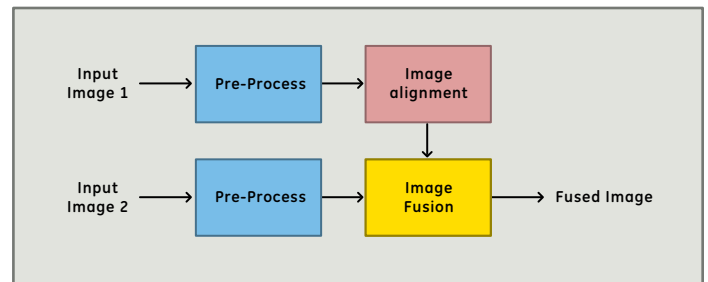 Input
Image 1
Pre-Process
Image
alignment
Input
Image 2
Pre-Process
Image
Fusion
Fused Image